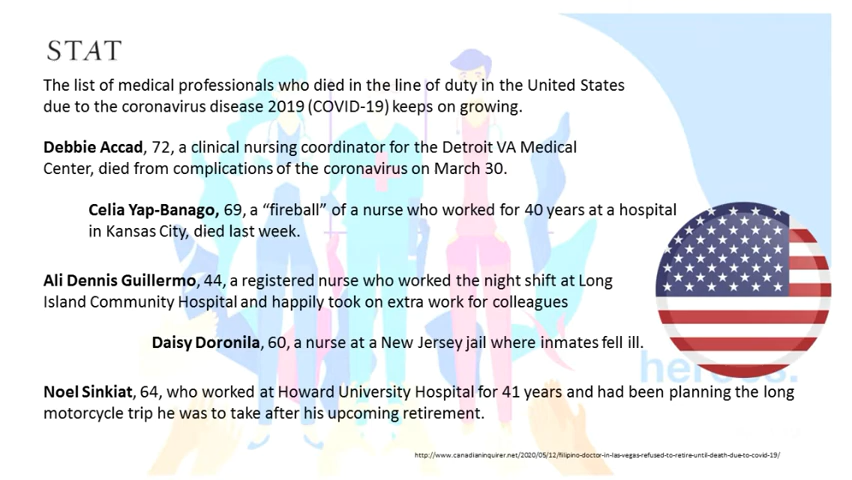 STAT
The list of medical professionals who died in the line of duty in the United States
due to the coronavirus disease 2019 (COVID-19) keeps on growing.
Debbie Accad, 72, a clinical nursing coordinator for the Detroit VA Medical
Center, died from complications of the coronavirus on March 30.
Celia Yap-Banago, 69, a “fireball” of a nurse who worked for 40 years at a hospital
in Kansas City, died last week.
Ali Dennis Guillermo, 44, a registered nurse who worked the night shift at Long
Island Community Hospital and happily took on extra work for colleagues
Daisy Doronila, 60, a nurse at a New Jersey jail where inmates fell ill.
heroes.
Noel Sinkiat, 64, who worked at Howard University Hospital for 41 years and had been planning the long
motorcycle trip he was to take after his upcoming retirement.
http://www.canadianinquirer.net/2020/05/12/filipino-doctor-in-las-vegas-refused-to-retire-until-death-due-to-covid-19/